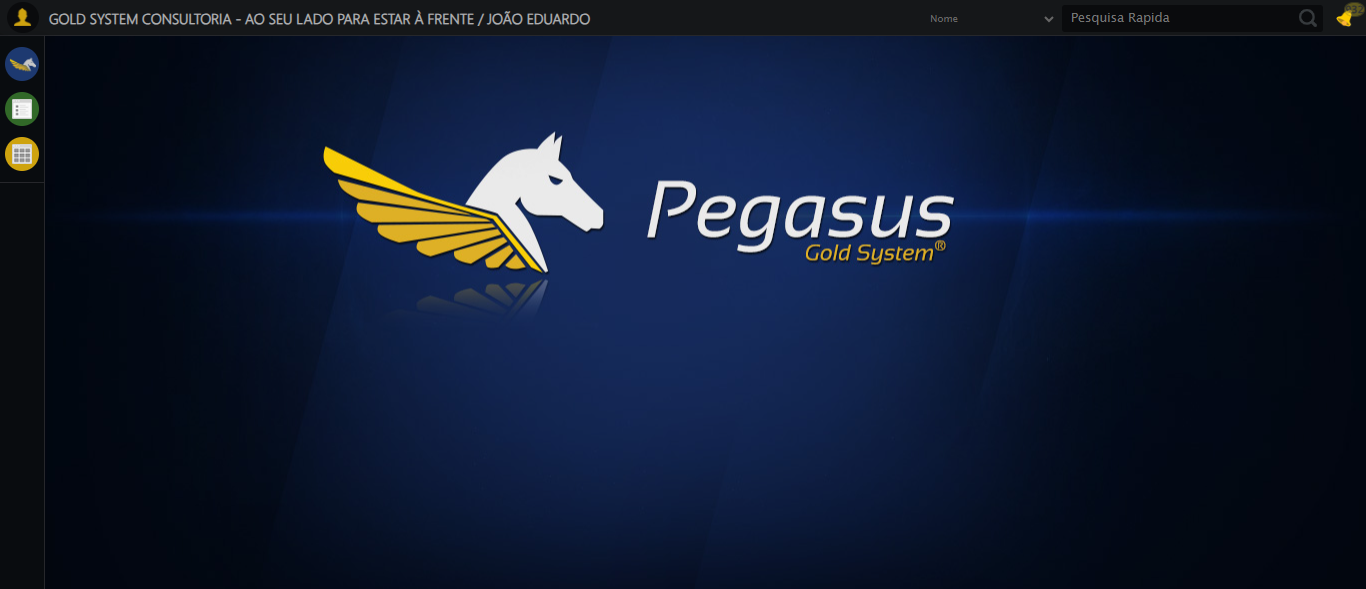 GOLD SYSTEM CONSULTORIA - AO SEU LADO PARA ESTAR À FRENTE / JOÃO EDUARDO
Nome
Pesquisa Rapida
Pegasus
Gold System®